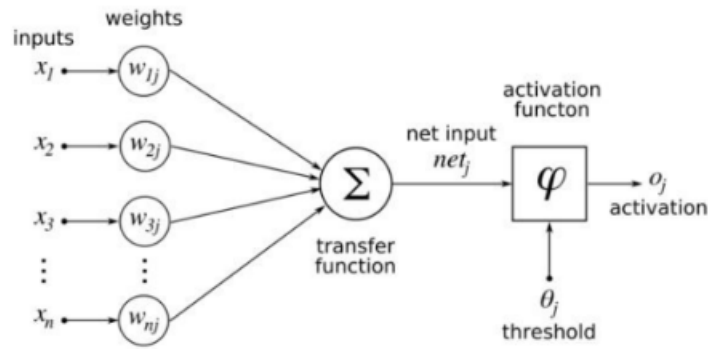 weights
inputs
x1
w1j
activation
functon
x2
w2j
net input
netj
x3
w3j
Σ
φ
oj
activation
transfer
function
xn
wnj
θj
threshold